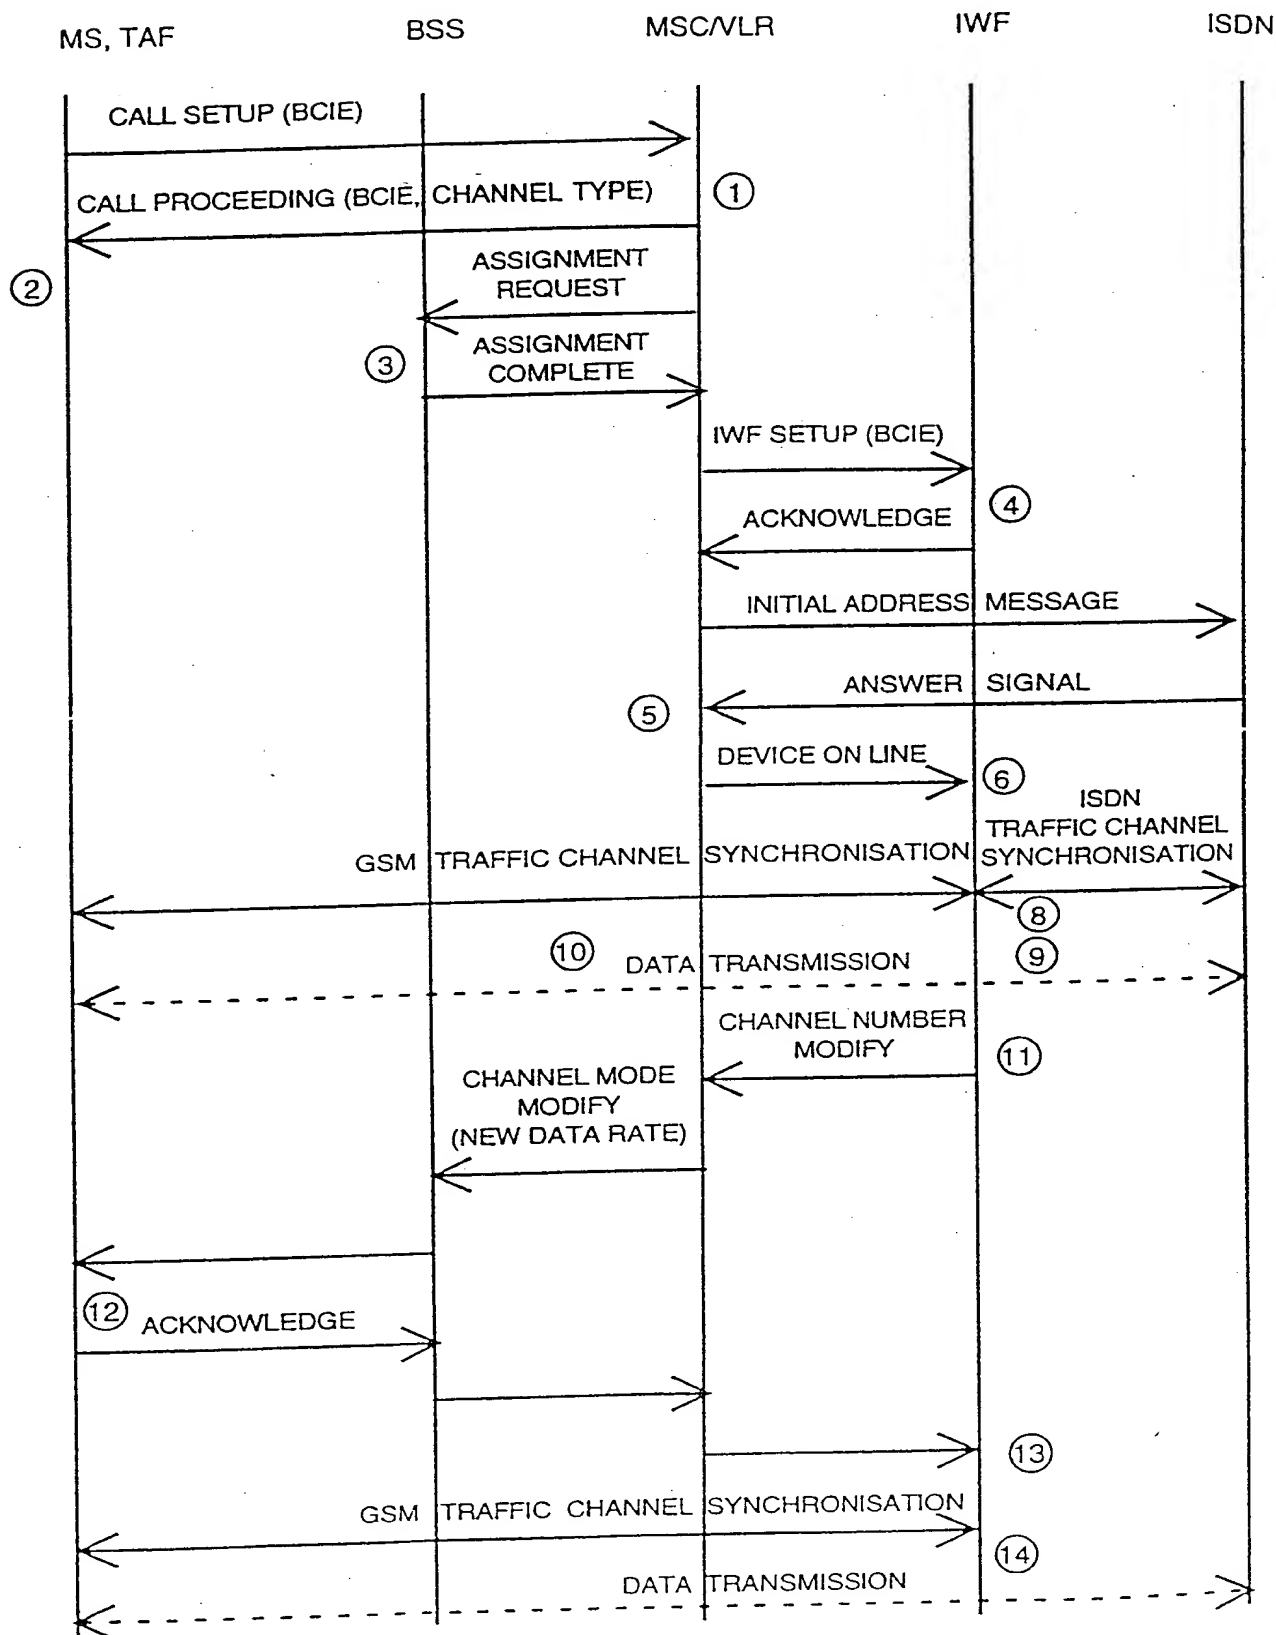 MS, TAF
BSS
MSC/VLR
IWF
ISDN
CALL SETUP (BCIE)
CALL PROCEEDING (BCIE, CHANNEL TYPE)
1
2
ASSIGNMENT
REQUEST
3
ASSIGNMENT
COMPLETE
IWF SETUP (BCIE)
4
ACKNOWLEDGE
INITIAL ADDRESS MESSAGE
ANSWER SIGNAL
5
DEVICE ON LINE
6
ISDN
TRAFFIC CHANNEL
SYNCHRONISATION
GSM TRAFFIC CHANNEL SYNCHRONISATION
8
10
DATA TRANSMISSION
9
CHANNEL NUMBER
MODIFY
11
CHANNEL MODE
MODIFY
(NEW DATA RATE)
12
ACKNOWLEDGE
13
GSM TRAFFIC CHANNEL SYNCHRONISATION
14
DATA TRANSMISSION